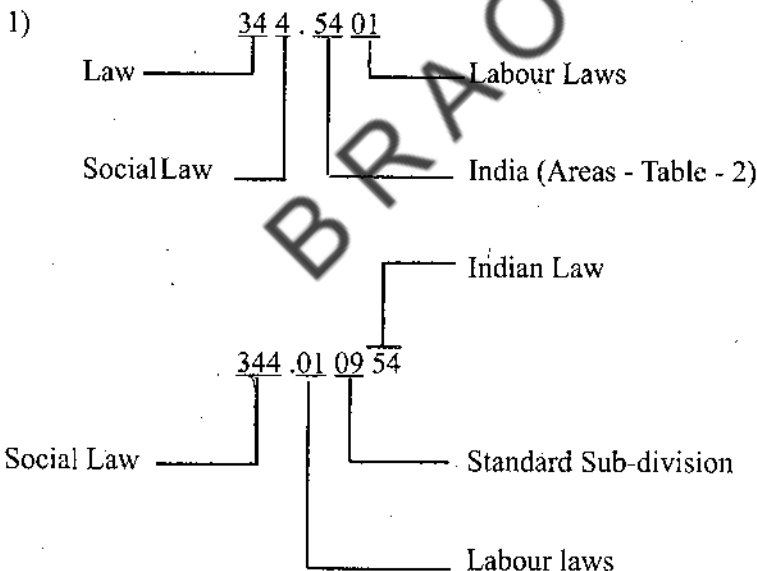 1) 34 4 . 54 01
Law Labour Laws
Social Law India (Areas - Table - 2)
Indian Law
344 .01 09 54
Social Law Standard Sub-division
Labour laws
BRAO